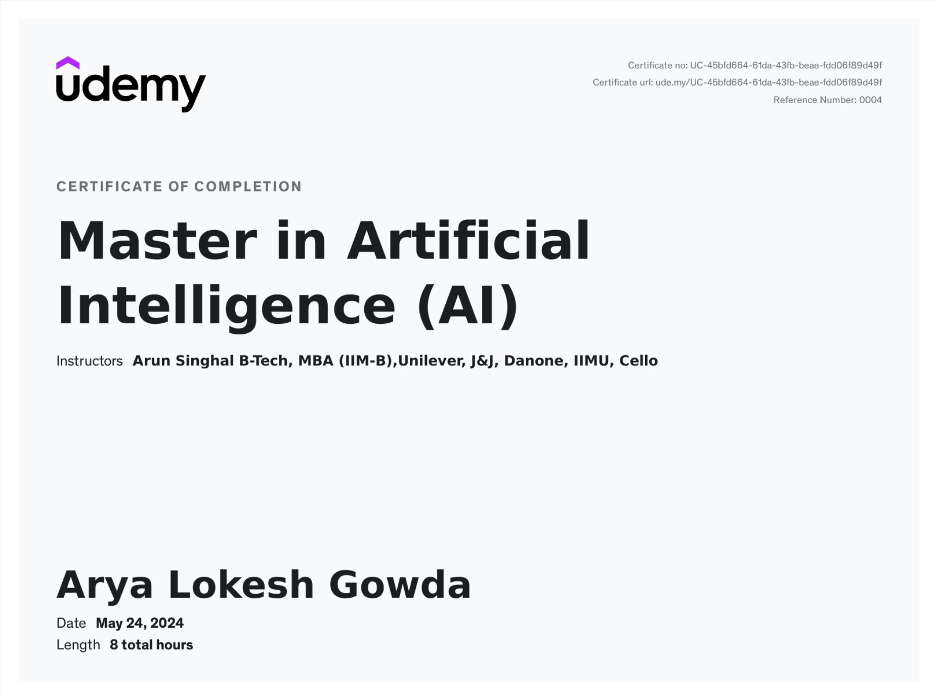 udemy
Certificate no: UC-45bfd664-61da-43fb-beae-fdd06f89d49f
Certificate url: ude.my/UC-45bfd664-61da-43fb-beae-fdd06f89d49f
Reference Number: 0004
CERTIFICATE OF COMPLETION
Master in Artificial
Intelligence (AI)
Instructors Arun Singhal B-Tech, MBA (IIM-B),Unilever, J&J, Danone, IIMU, Cello
Arya Lokesh Gowda
Date May 24, 2024
Length 8 total hours